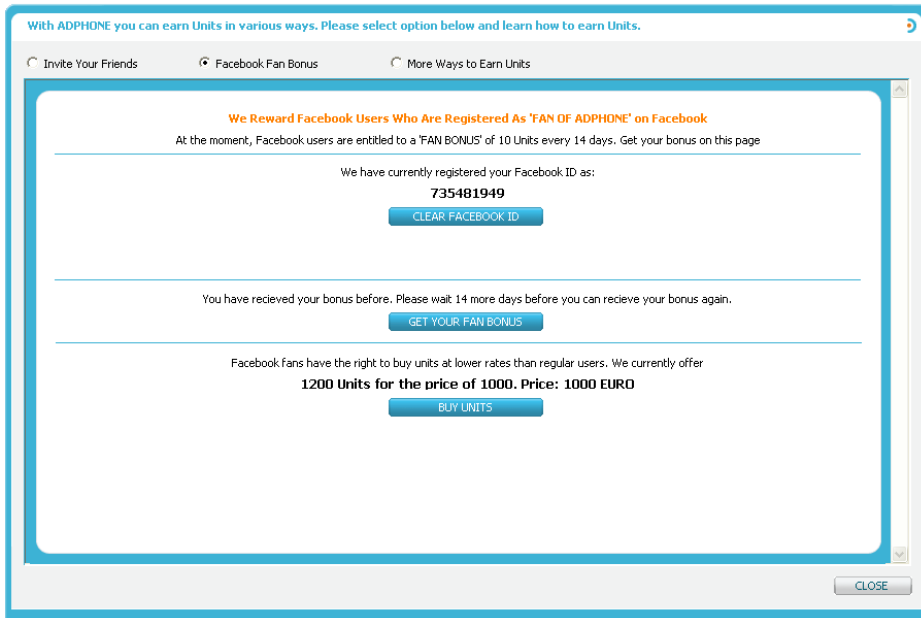 With ADPHONE you can earn Units in various ways. Please select option below and learn how to earn Units.
Invite Your Friends Facebook Fan Bonus More Ways to Earn Units
We Reward Facebook Users Who Are Registered As 'FAN OF ADPHONE' on Facebook
At the moment, Facebook users are entitled to a 'FAN BONUS' of 10 Units every 14 days. Get your bonus on this page
We have currently registered your Facebook ID as:
735481949
CLEAR FACEBOOK ID
You have recieved your bonus before. Please wait 14 more days before you can recieve your bonus again.
GET YOUR FAN BONUS
Facebook fans have the right to buy units at lower rates than regular users. We currently offer
1200 Units for the price of 1000. Price: 1000 EURO
BUY UNITS
CLOSE